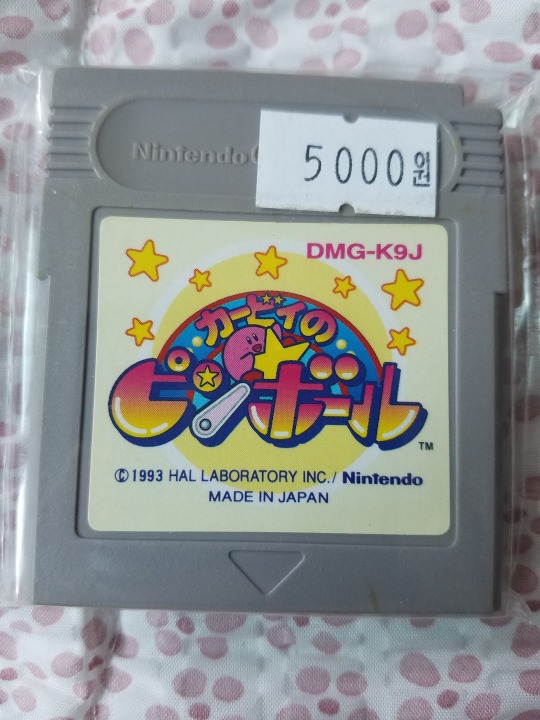 Nintendo
5000원
DMG-K9J
カービィの
ピンボール
TM
© 1993 HAL LABORATORY INC./ Nintendo
MADE IN JAPAN